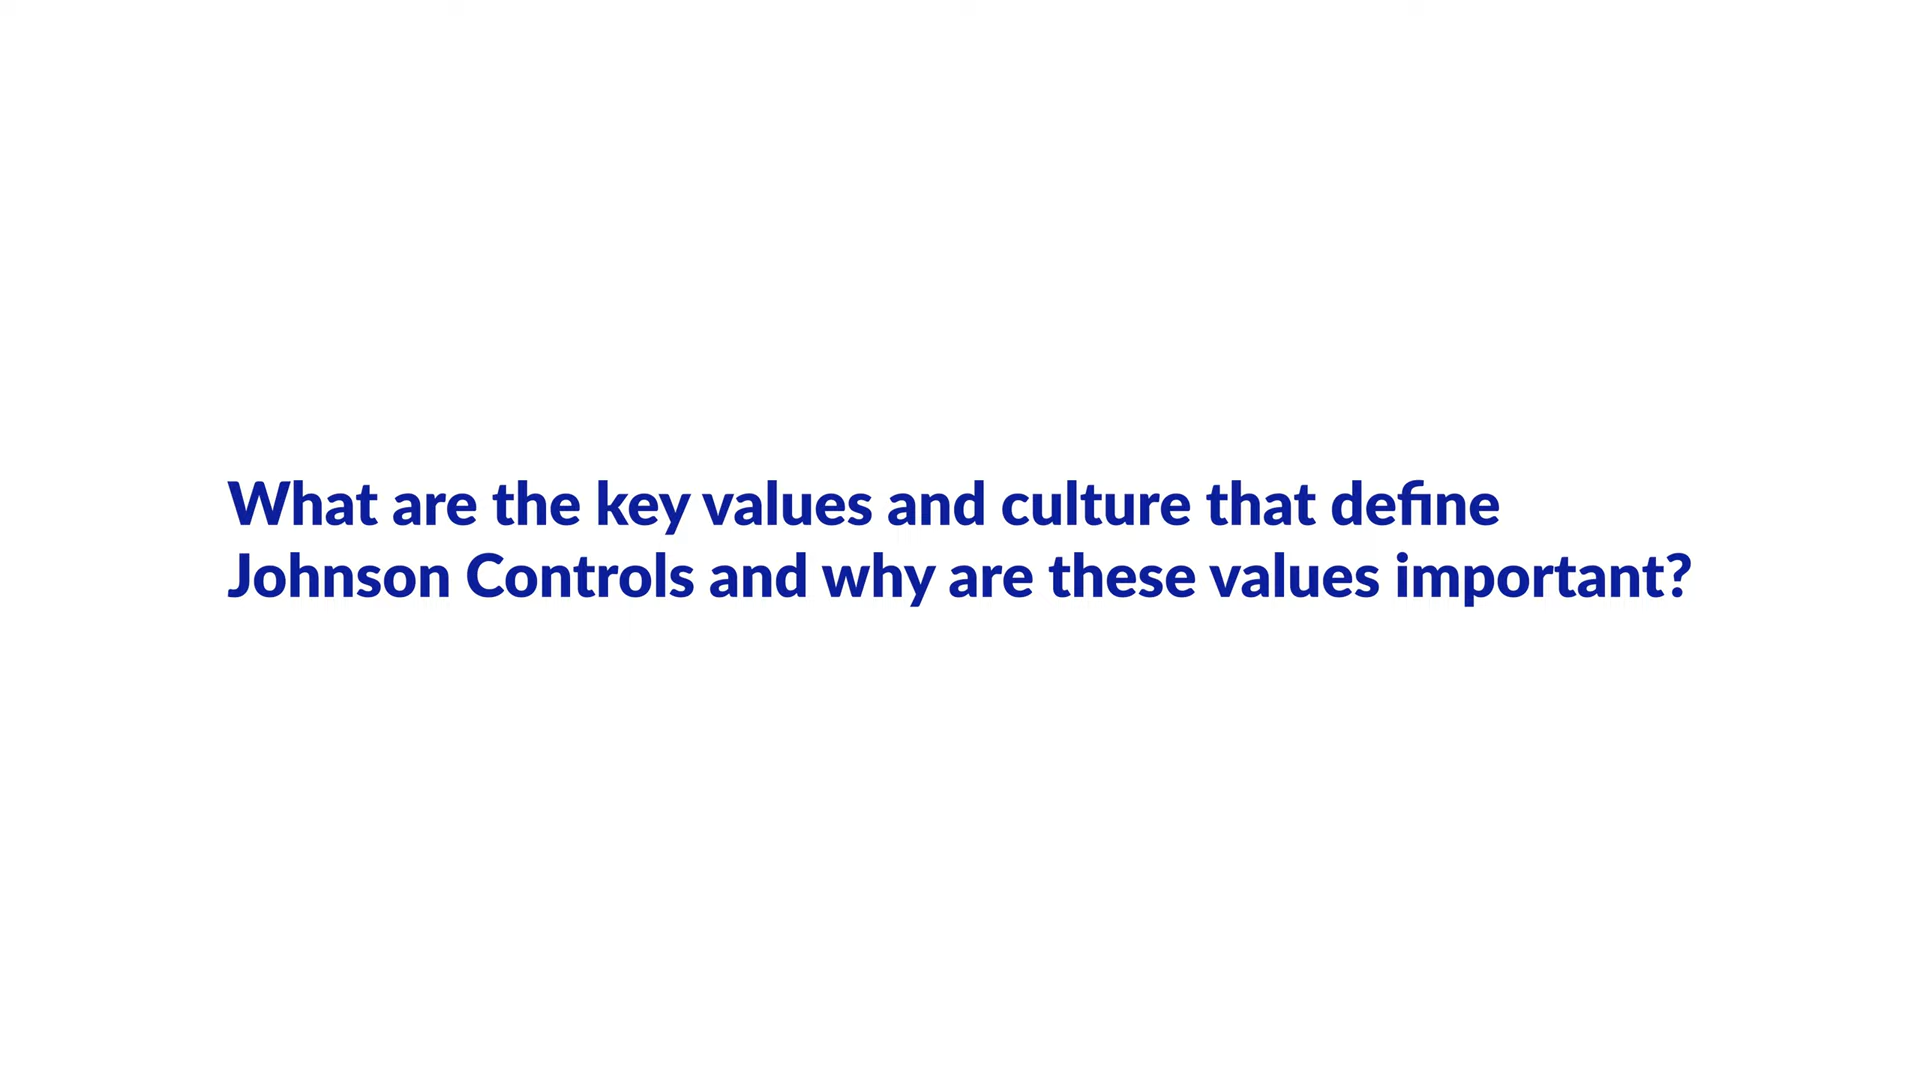 What are the key values and culture that define
Johnson Controls and why are these values important?